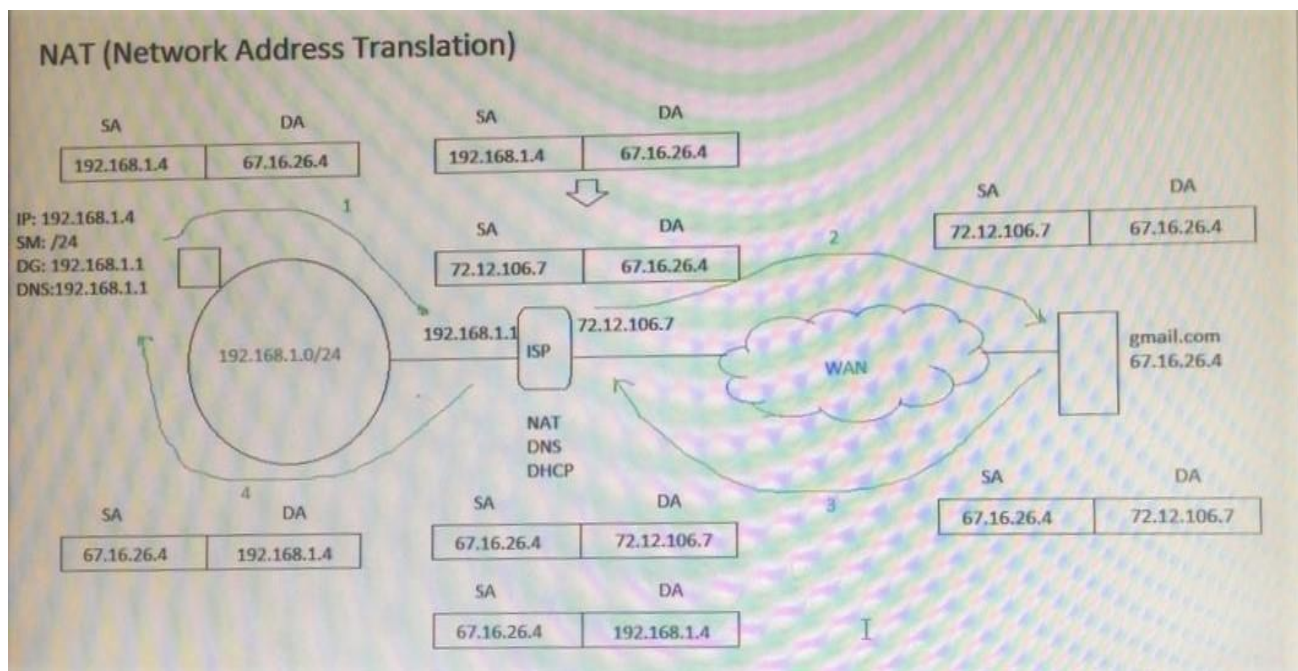 NAT (Network Address Translation)
SA DA
192.168.1.4 67.16.26.4
SA DA
192.168.1.4 67.16.26.4
SA DA
72.12.106.7 67.16.26.4
SA DA
72.12.106.7 67.16.26.4
IP: 192.168.1.4
SM: /24
DG: 192.168.1.1
DNS:192.168.1.1
1
2
192.168.1.0/24
192.168.1.1
ISP
72.12.106.7
WAN
gmail.com
67.16.26.4
NAT
DNS
DHCP
4
3
SA DA
67.16.26.4 192.168.1.4
SA DA
67.16.26.4 72.12.106.7
SA DA
67.16.26.4 192.168.1.4
SA DA
67.16.26.4 72.12.106.7